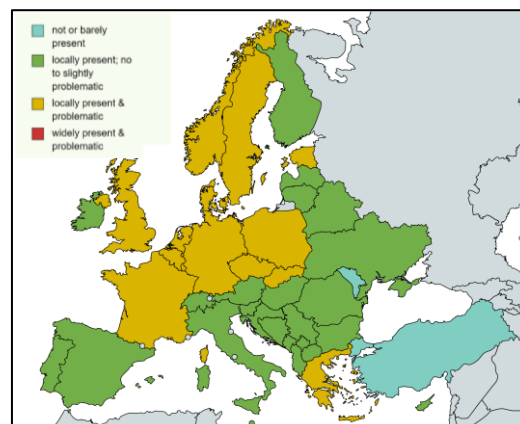 not or barely
present
locally present; no
to slightly
problematic
locally present &
problematic
widely present &
problematic